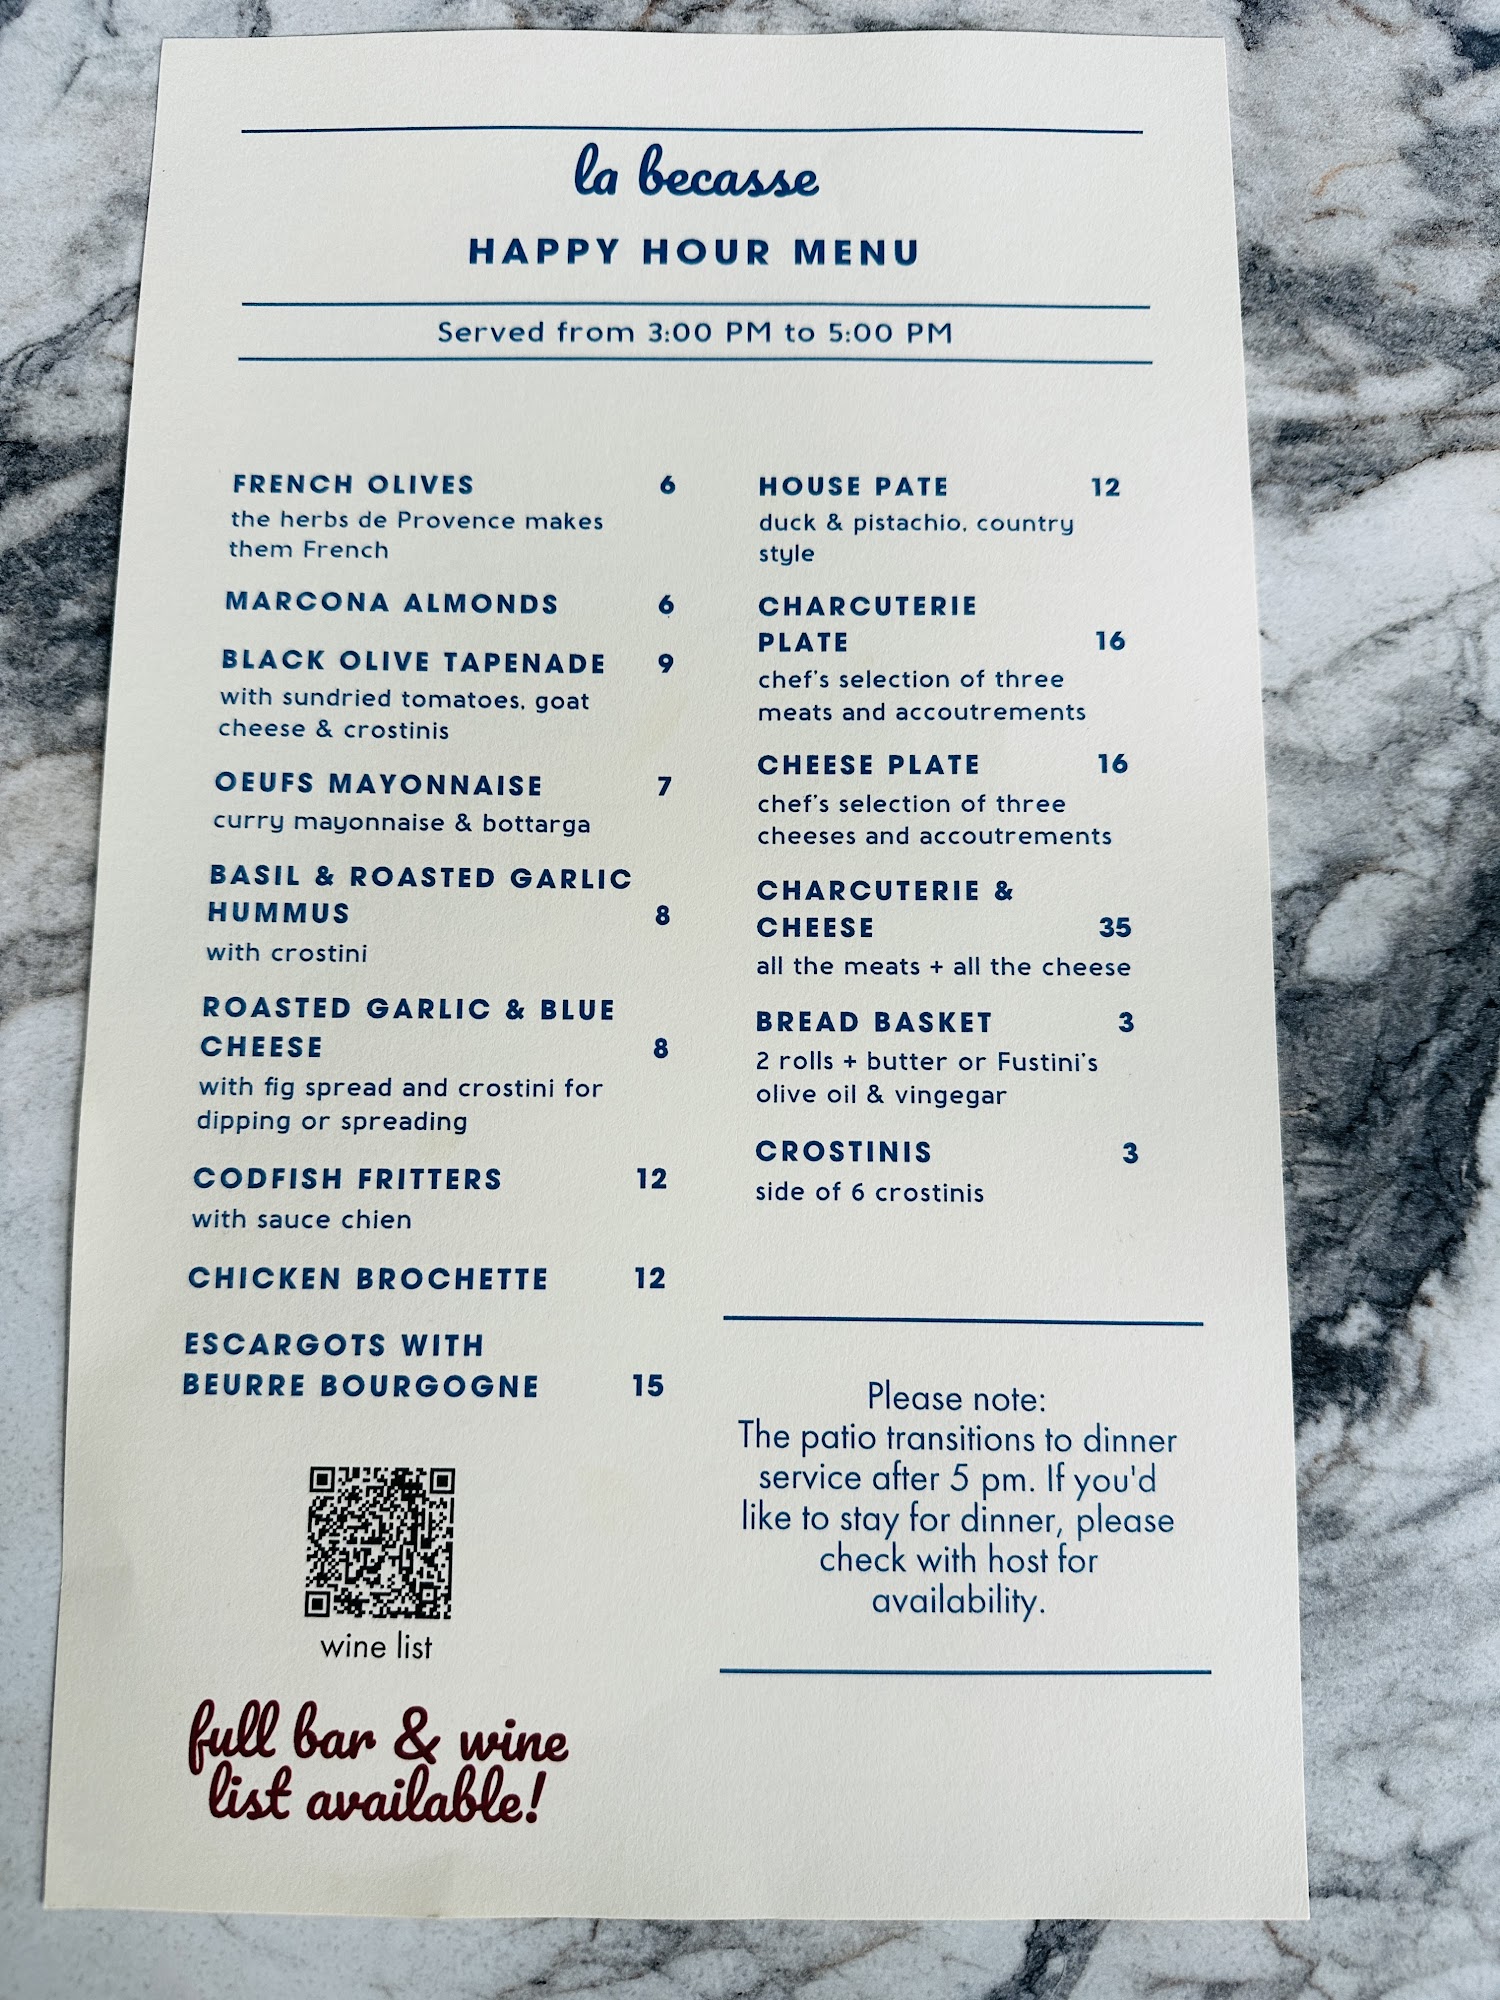 la becasse
HAPPY HOUR MENU
Served from 3:00 PM to 5:00 PM
FRENCH OLIVES 6
the herbs de Provence makes
them French
MARCONA ALMONDS 6
BLACK OLIVE TAPENADE 9
with sundried tomatoes, goat
cheese & crostinis
OEUFS MAYONNAISE 7
curry mayonnaise & bottarga
BASIL & ROASTED GARLIC
HUMMUS 8
with crostini
ROASTED GARLIC & BLUE
CHEESE 8
with fig spread and crostini for
dipping or spreading
CODFISH FRITTERS 12
with sauce chien
CHICKEN BROCHETTE 12
ESCARGOTS WITH
BEURRE BOURGOGNE 15
wine list
full bar & wine
list available!
HOUSE PATE 12
duck & pistachio, country
style
CHARCUTERIE
PLATE 16
chef's selection of three
meats and accoutrements
CHEESE PLATE 16
chef's selection of three
cheeses and accoutrements
CHARCUTERIE &
CHEESE 35
all the meats + all the cheese
BREAD BASKET 3
2 rolls + butter or Fustini's
olive oil & vingegar
CROSTINIS 3
side of 6 crostinis
Please note:
The patio transitions to dinner
service after 5 pm. If you'd
like to stay for dinner, please
check with host for
availability.